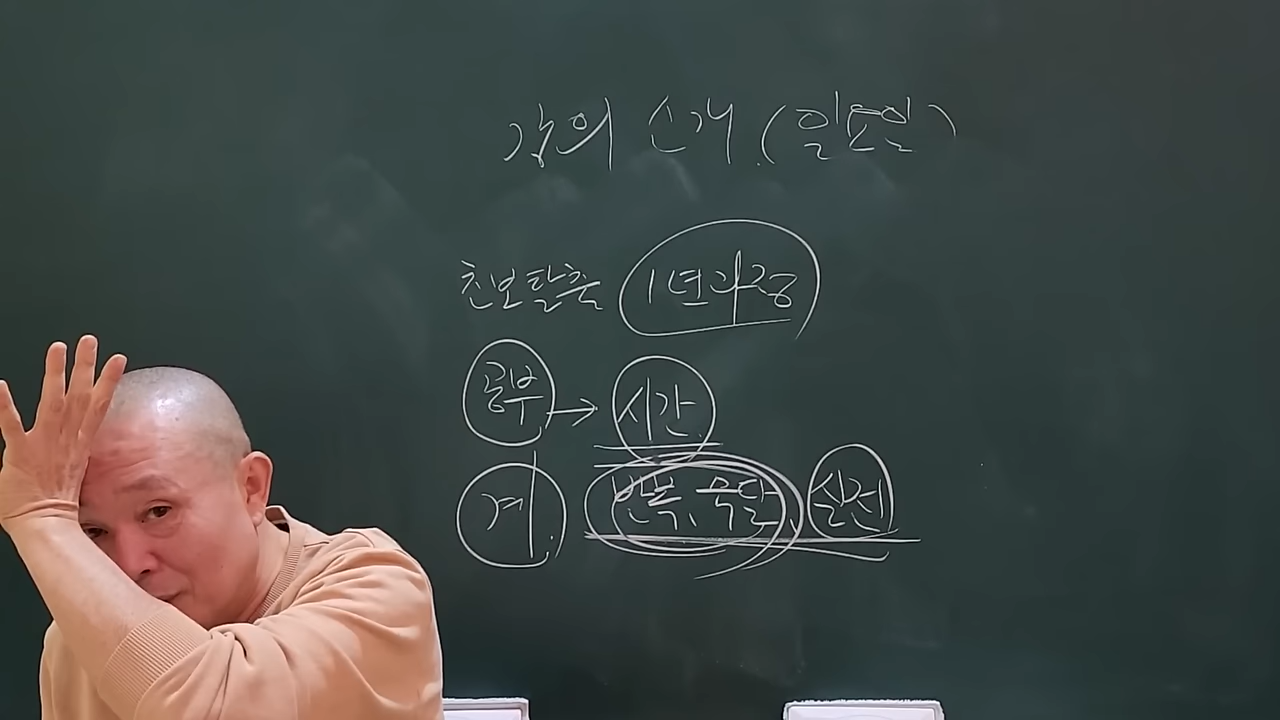 강의 소개 (일요일)
초보탈출 1년과정
공부 → 시간
계 반복, 숙달, 실전